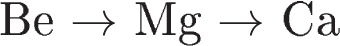 Be → Mg → Ca